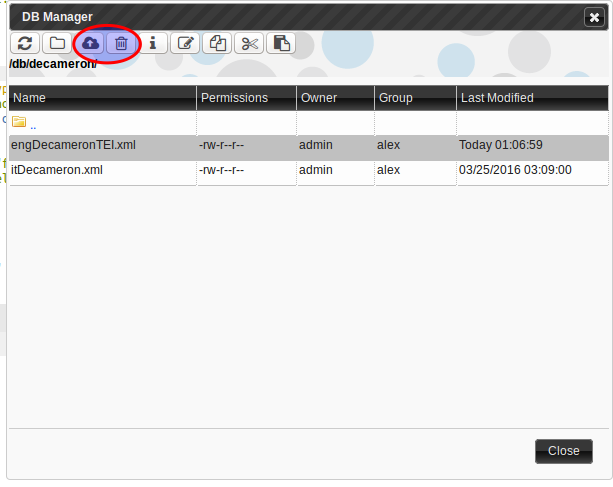 DB Manager
/db/decameron/
Name Permissions Owner Group Last Modified
..
engDecameronTEI.xml -rw-r--r-- admin alex Today 01:06:59
itDecameron.xml -rw-r--r-- admin alex 03/25/2016 03:09:00
Close